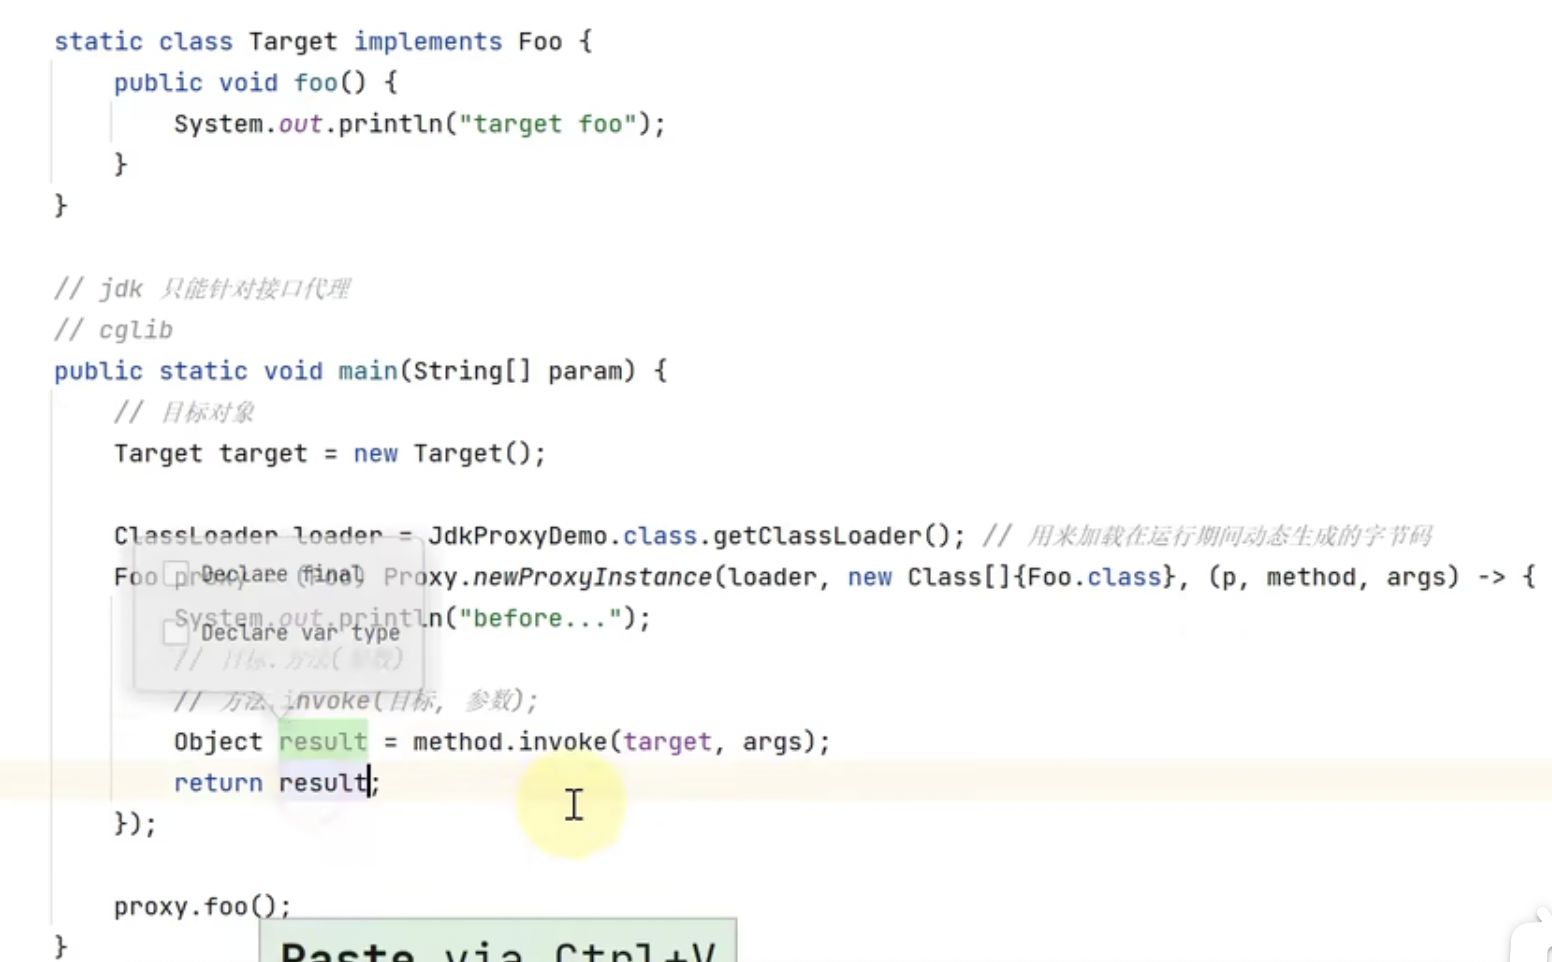 static class Target implements Foo {
public void foo() {
System.out.println("target foo");
}
}
// jdk 只能针对接口代理
// cglib
public static void main(String[] param) {
// 目标对象
Target target = new Target();
ClassLoader loader = JdkProxyDemo.class.getClassLoader(); // 用来加载在运行期间动态生成的字节码
Foo proxy = (Foo) Proxy.newProxyInstance(loader, new Class[]{Foo.class}, (p, method, args) -> {
Declare final
System.out.println("before...");
Declare var type
// 目标.方法(参数)
// 方法.invoke(目标, 参数);
Object result = method.invoke(target, args);
return result;
});
proxy.foo();
}
Paste via Ctrl+V